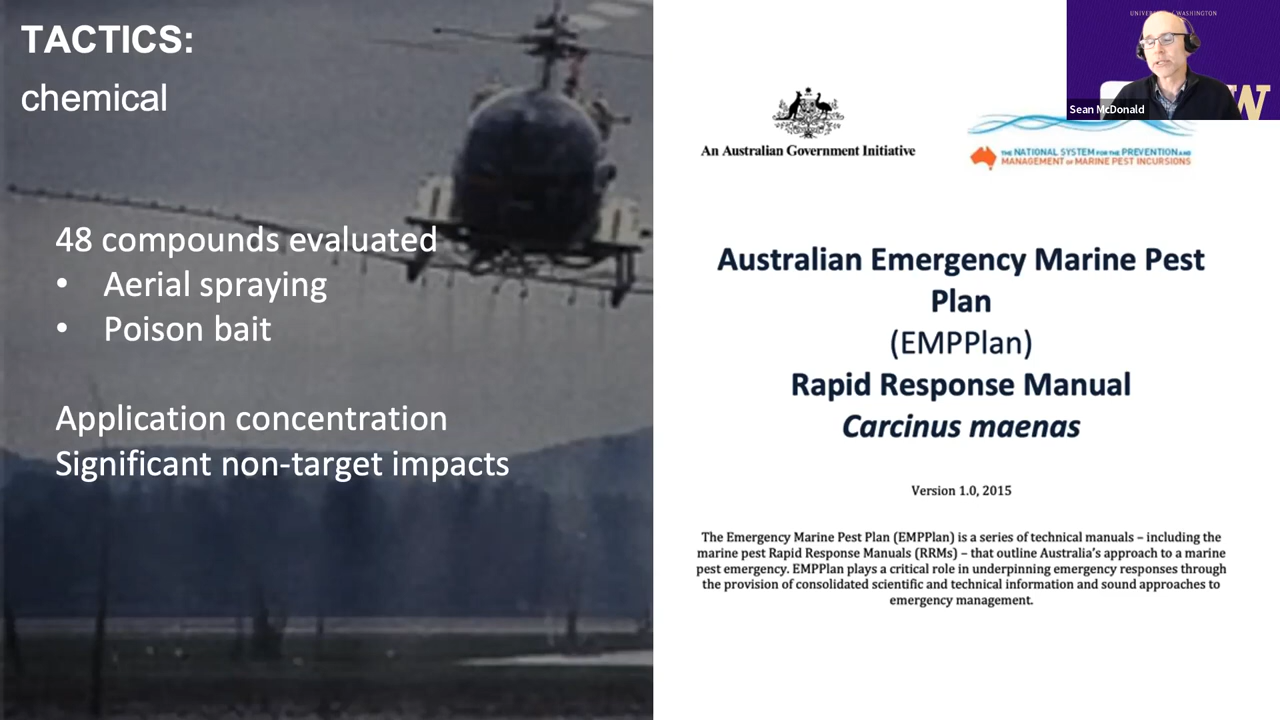 TACTICS:
chemical
48 compounds evaluated
• Aerial spraying
• Poison bait
Application concentration
Significant non-target impacts
An Australian Government Initiative
THE NATIONAL SYSTEM FOR THE PREVENTION AND
MANAGEMENT OF MARINE PEST INCURSIONS
UNIVERSITY of WASHINGTON
W
Sean McDonald
Australian Emergency Marine Pest
Plan
(EMPPlan)
Rapid Response Manual
Carcinus maenas
Version 1.0, 2015
The Emergency Marine Pest Plan (EMPPlan) is a series of technical manuals – including the
marine pest Rapid Response Manuals (RRMs) – that outline Australia's approach to a marine
pest emergency. EMPPlan plays a critical role in underpinning emergency responses through
the provision of consolidated scientific and technical information and sound approaches to
emergency management.